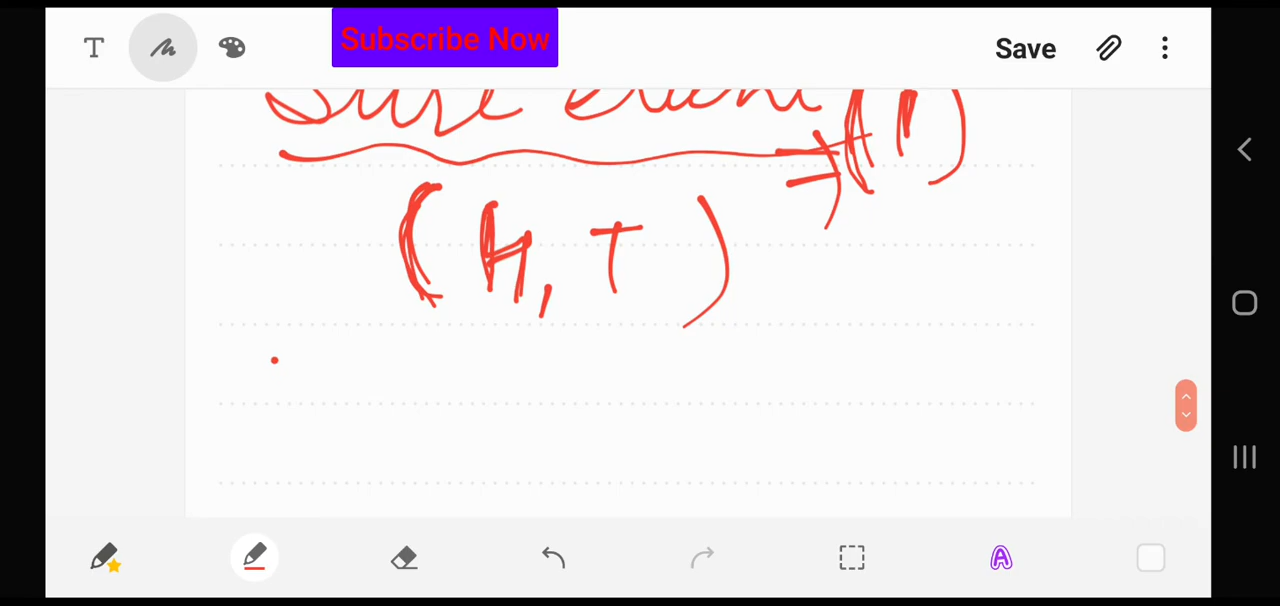 T Subscribe Now Save
Sure event → (1)
(H, T)
A